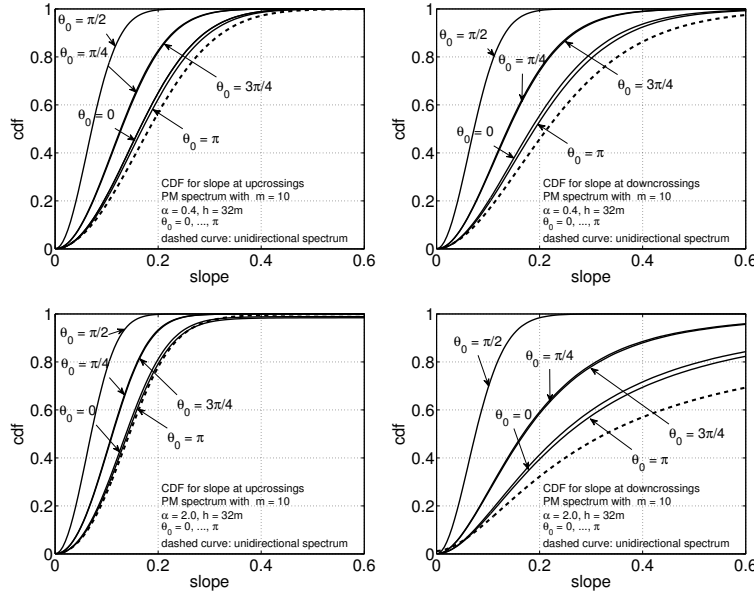 1
0.8
0.6
0.4
0.2
0
cdf
θ0 = π/2
θ0 = π/4
θ0 = 0
θ0 = 3π/4
θ0 = π
CDF for slope at upcrossings
PM spectrum with m = 10
α = 0.4, h = 32m
θ0 = 0, ..., π
dashed curve: unidirectional spectrum
0 0.2 0.4 0.6
slope
1
0.8
0.6
0.4
0.2
0
cdf
θ0 = π/2
θ0 = π/4
θ0 = 3π/4
θ0 = 0
θ0 = π
CDF for slope at downcrossings
PM spectrum with m = 10
α = 0.4, h = 32m
θ0 = 0, ..., π
dashed curve: unidirectional spectrum
0 0.2 0.4 0.6
slope
1
0.8
0.6
0.4
0.2
0
cdf
θ0 = π/2
θ0 = π/4
θ0 = 0
θ0 = 3π/4
θ0 = π
CDF for slope at upcrossings
PM spectrum with m = 10
α = 2.0, h = 32m
θ0 = 0, ..., π
dashed curve: unidirectional spectrum
0 0.2 0.4 0.6
slope
1
0.8
0.6
0.4
0.2
0
cdf
θ0 = π/2
θ0 = π/4
θ0 = 0
θ0 = 3π/4
θ0 = π
CDF for slope at downcrossings
PM spectrum with m = 10
α = 2.0, h = 32m
θ0 = 0, ..., π
dashed curve: unidirectional spectrum
0 0.2 0.4 0.6
slope